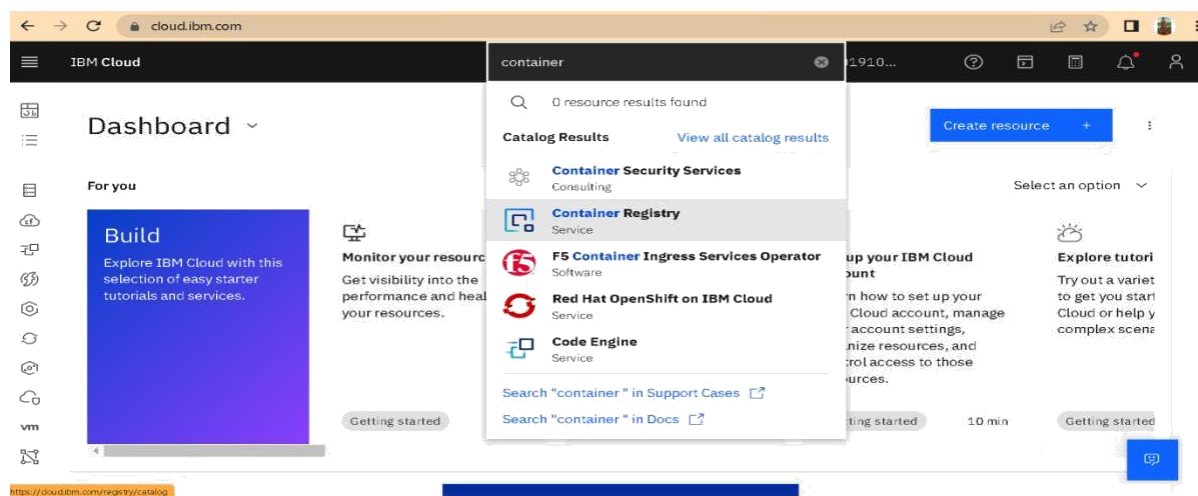 cloud.ibm.com
IBM Cloud
container
1910...
0 resource results found
Catalog Results View all catalog results
Container Security Services
Consulting
Container Registry
Service
F5 Container Ingress Services Operator
Software
Red Hat OpenShift on IBM Cloud
Service
Code Engine
Service
Search "container " in Support Cases
Search "container " in Docs
Dashboard
Create resource +
For you
Select an option
Build
Explore IBM Cloud with this
selection of easy starter
tutorials and services.
Monitor your resourc
Get visibility into the
performance and heal
your resources.
Getting started
up your IBM Cloud
ount
n how to set up your
Cloud account, manage
account settings,
nize resources, and
rol access to those
urces.
ting started 10 min
Explore tutori
Try out a variet
to get you start
Cloud or help y
complex scena
Getting started
vm
https://cloud.ibm.com/registry/catalog